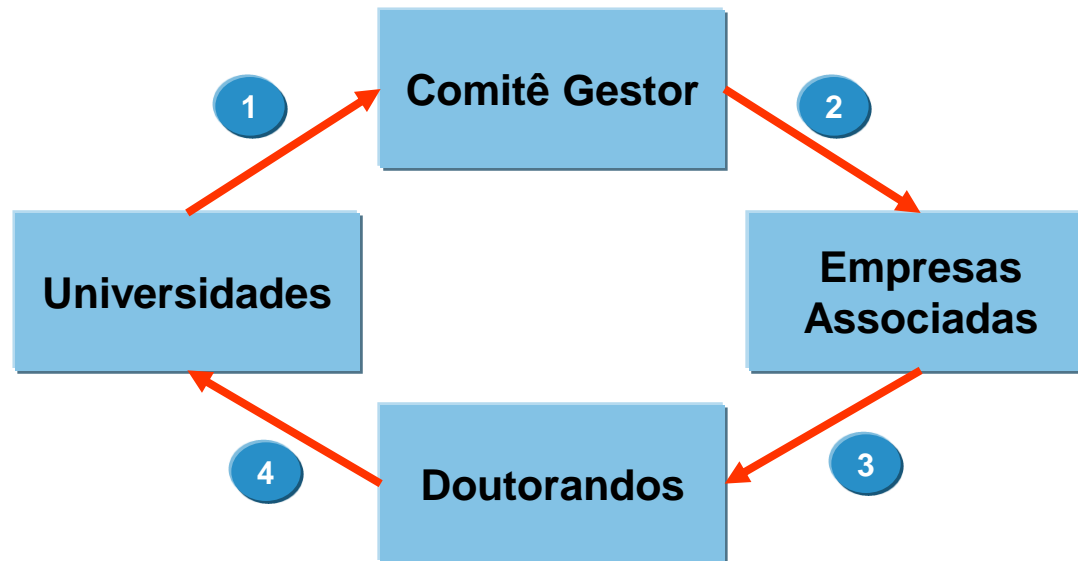 Comitê Gestor
1
2
Universidades
Empresas
Associadas
4
3
Doutorandos